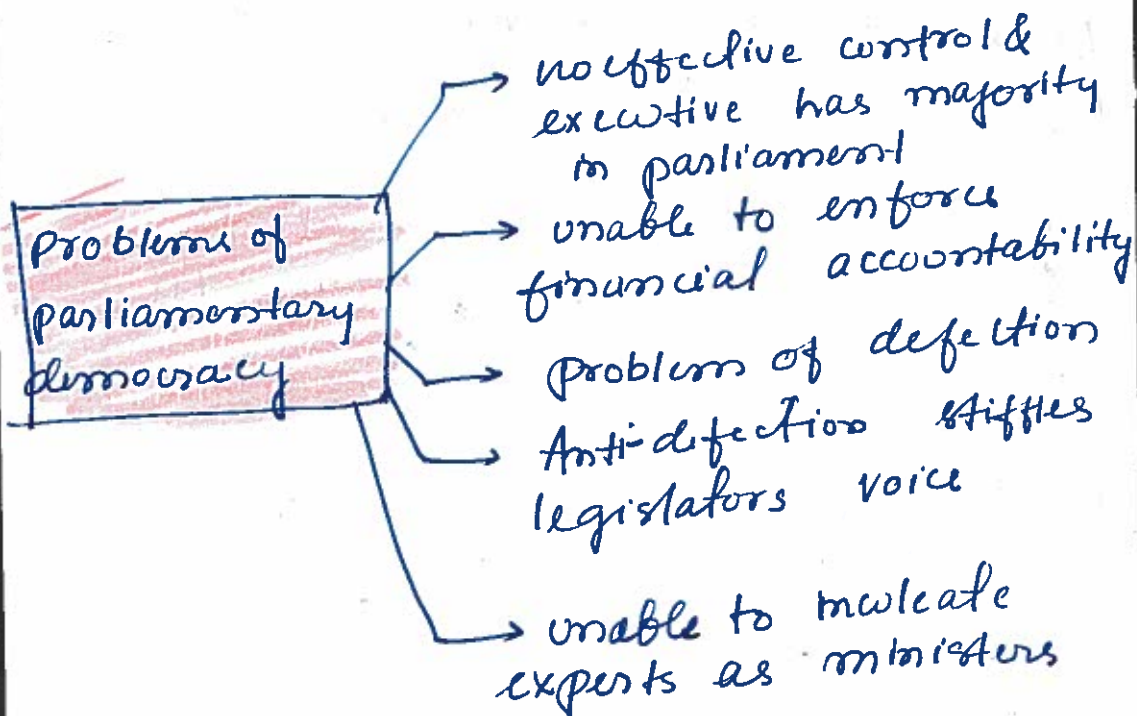 Problems of
parliamentary
democracy
no effective control &
executive has majority
in parliament
unable to enforce
financial accountability
problem of defection
Anti-defection stiffles
legislators voice
unable to inculcate
experts as ministers